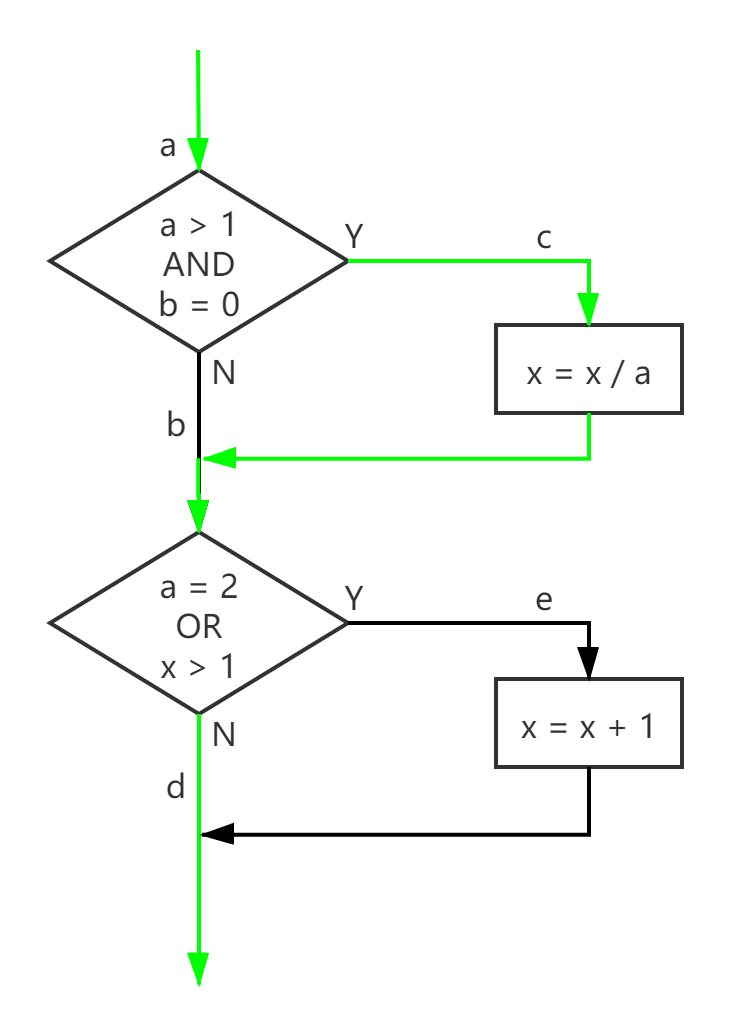 a
a > 1
AND
b = 0
Y
c
x = x / a
N
b
a = 2
OR
x > 1
Y
e
x = x + 1
N
d